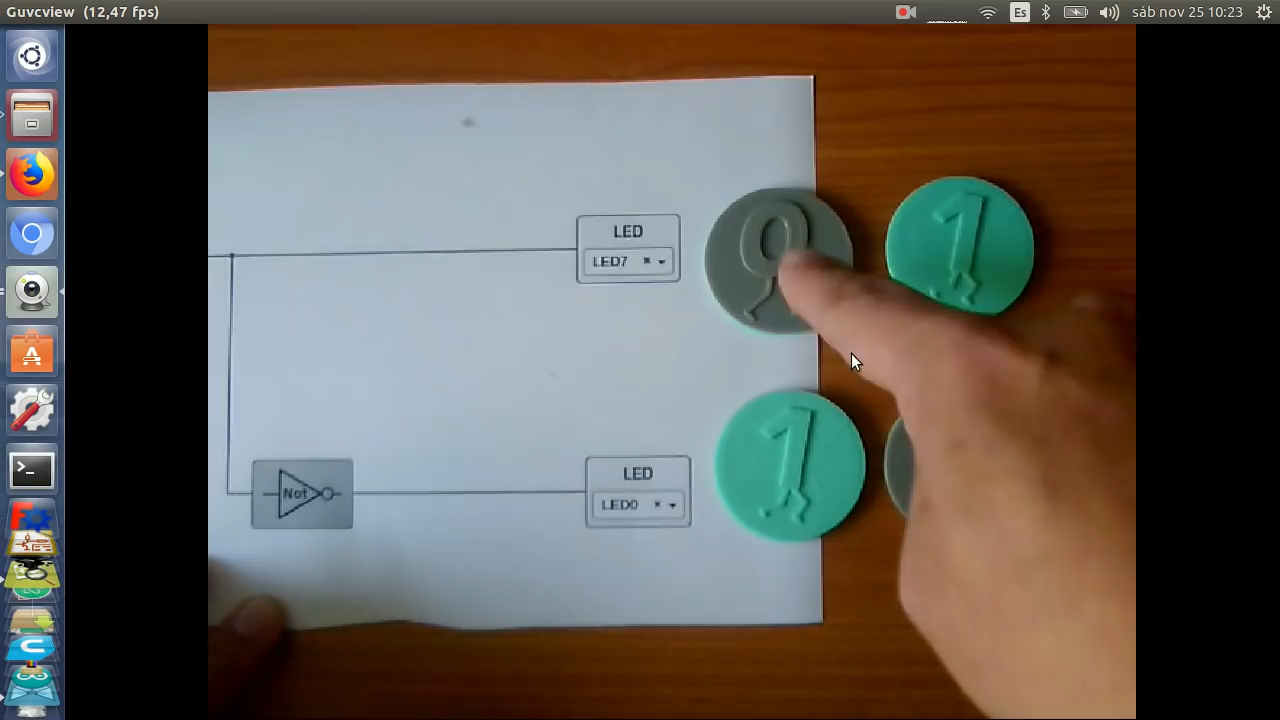 Guvcview (12,47 fps)
Es
sáb nov 25 10:23
LED
LED7
0
1
Not
LED
LED0
1